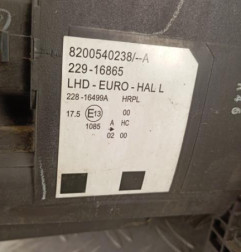 8200540238/--A
229-16865
LHD - EURO - HAL L
228-16499A HRPL
17.5 E13 00
1085 A HC
02 00